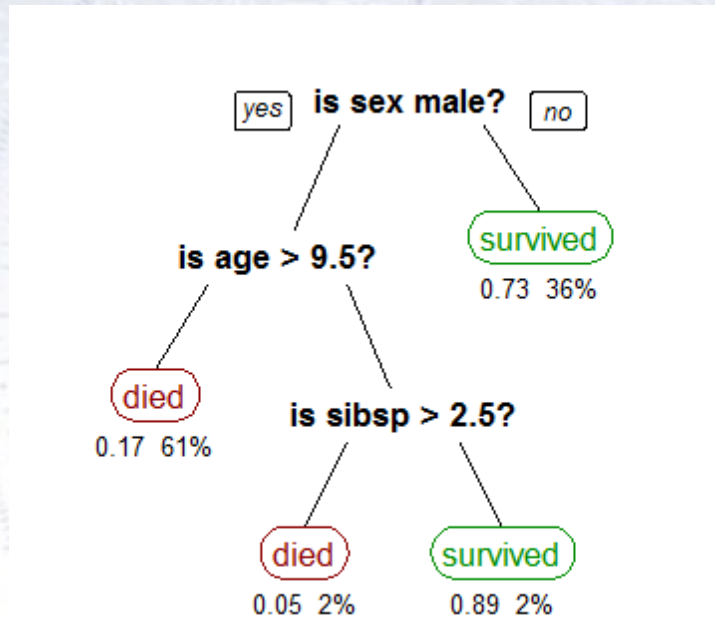 yes is sex male? no
is age > 9.5?
survived
0.73 36%
died
0.17 61%
is sibsp > 2.5?
died survived
0.05 2% 0.89 2%